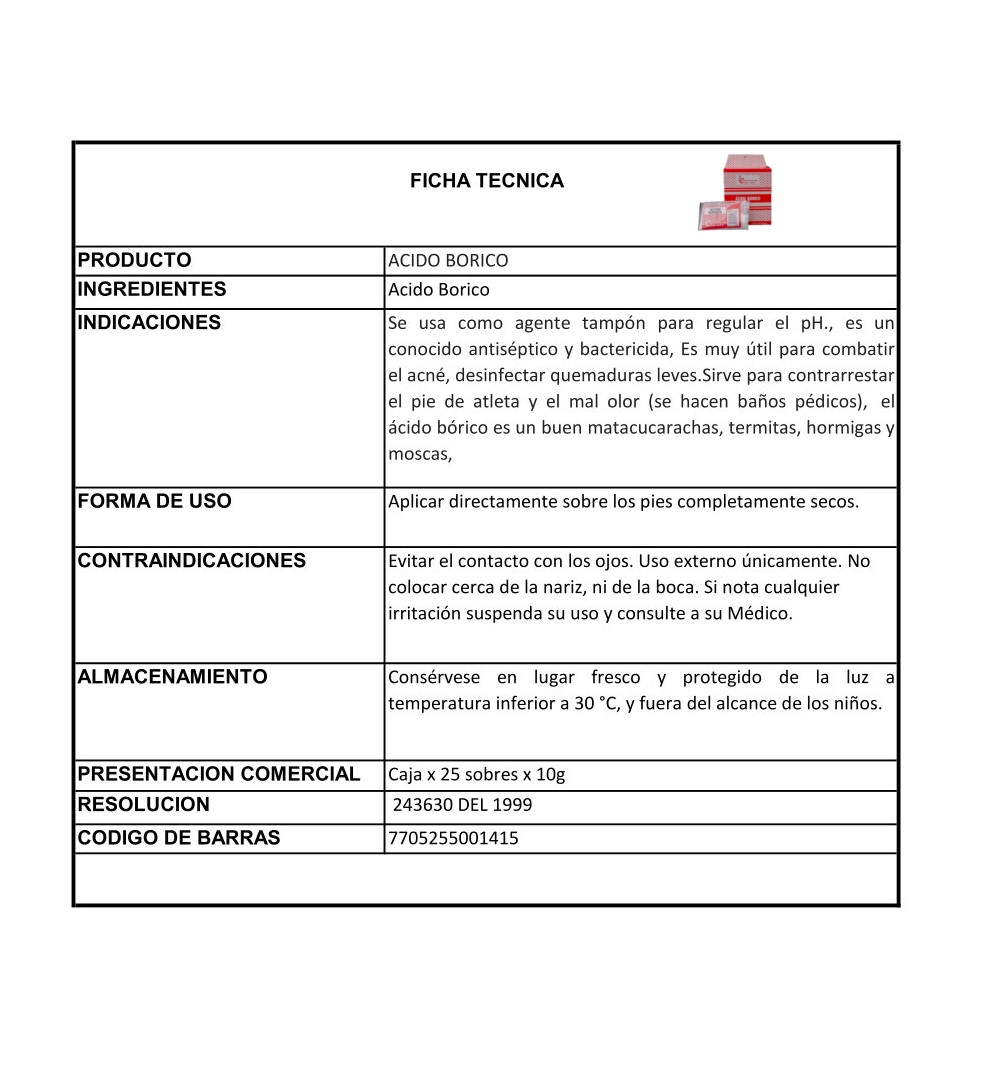 FICHA TECNICA
PRODUCTO
ACIDO BORICO
INGREDIENTES
Acido Borico
INDICACIONES
Se usa como agente tampón para regular el pH., es un
conocido antiséptico y bactericida, Es muy útil para combatir
el acné, desinfectar quemaduras leves.Sirve para contrarrestar
el pie de atleta y el mal olor (se hacen baños pédicos), el
ácido bórico es un buen matacucarachas, termitas, hormigas y
moscas,
FORMA DE USO
Aplicar directamente sobre los pies completamente secos.
CONTRAINDICACIONES
Evitar el contacto con los ojos. Uso externo únicamente. No
colocar cerca de la nariz, ni de la boca. Si nota cualquier
irritación suspenda su uso y consulte a su Médico.
ALMACENAMIENTO
Consérvese en lugar fresco y protegido de la luz a
temperatura inferior a 30 °C, y fuera del alcance de los niños.
PRESENTACION COMERCIAL
Caja x 25 sobres x 10g
RESOLUCION
243630 DEL 1999
CODIGO DE BARRAS
7705255001415